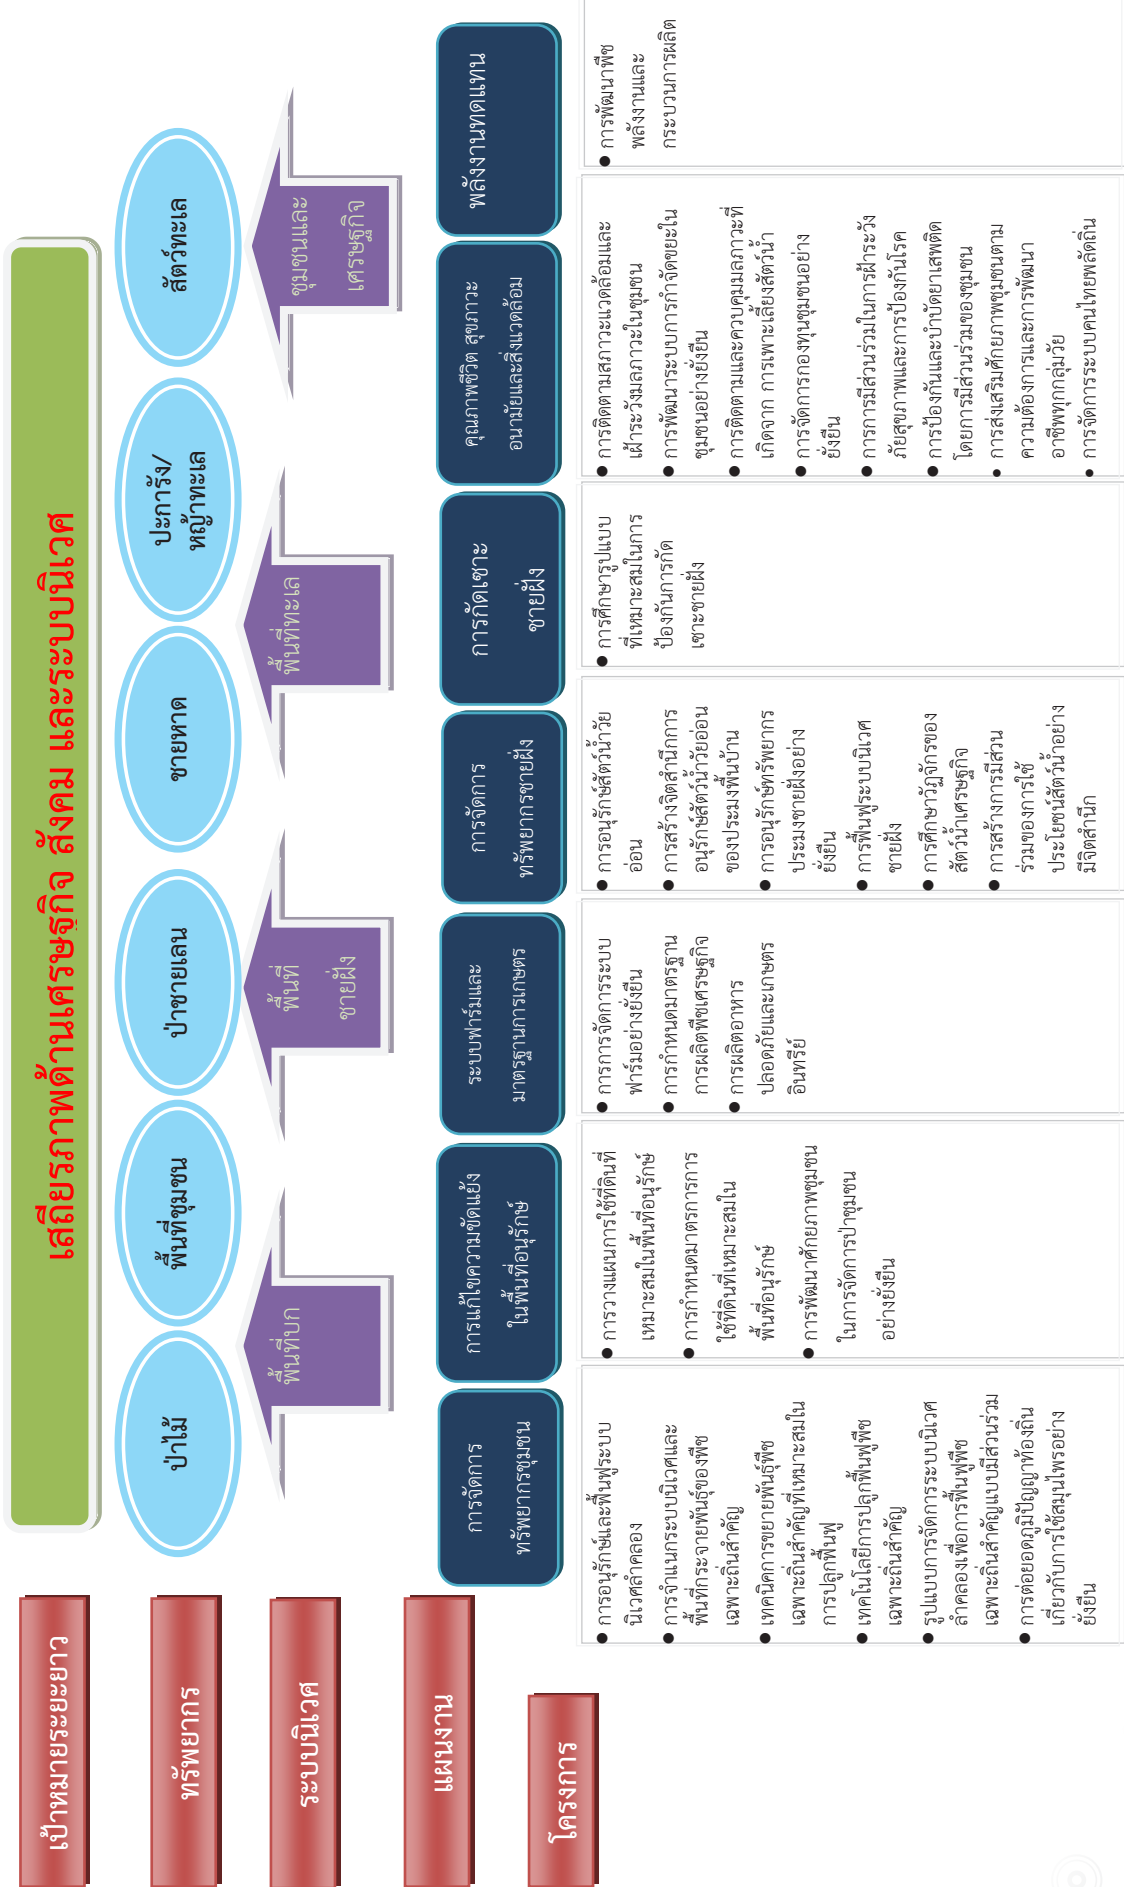 เป้าหมายระยะยาว
เสถียรภาพด้านเศรษฐกิจ สังคม และระบบนิเวศ
ทรัพยากร
ป่าไม้
พื้นที่ชุมชน
ป่าชายเลน
ชายหาด
ปะการัง/
หญ้าทะเล
สัตว์ทะเล
ระบบนิเวศ
พื้นที่บก
พื้นที่
ชายฝั่ง
พื้นที่ทะเล
ชุมชนและ
เศรษฐกิจ
แผนงาน
การจัดการ
ทรัพยากรชุมชน
การแก้ไขความขัดแย้ง
ในพื้นที่อนุรักษ์
ระบบฟาร์มและ
มาตรฐานการเกษตร
การจัดการ
ทรัพยากรชายฝั่ง
การกัดเซาะ
ชายฝั่ง
คุณภาพชีวิต สุขภาวะ
อนามัยและสิ่งแวดล้อม
พลังงานทดแทน
โครงการ
● การอนุรักษ์และฟื้นฟูระบบ
นิเวศลำคลอง
● การจำแนกระบบนิเวศและ
พื้นที่กระจายพันธุ์ของพืช
เฉพาะถิ่นสำคัญ
● เทคนิคการขยายพันธุ์พืช
เฉพาะถิ่นสำคัญที่เหมาะสมใน
การปลูกฟื้นฟู
● เทคโนโลยีการปลูกฟื้นฟูพืช
เฉพาะถิ่นสำคัญ
● รูปแบบการจัดการระบบนิเวศ
ลำคลองเพื่อการฟื้นฟูพืช
เฉพาะถิ่นสำคัญแบบมีส่วนร่วม
● การต่อยอดภูมิปัญญาท้องถิ่น
เกี่ยวกับการใช้สมุนไพรอย่าง
ยั่งยืน
● การวางแผนการใช้ที่ดินที่
เหมาะสมในพื้นที่อนุรักษ์
● การกำหนดมาตรการการ
ใช้ที่ดินที่เหมาะสมใน
พื้นที่อนุรักษ์
● การพัฒนาศักยภาพชุมชน
ในการจัดการป่าชุมชน
อย่างยั่งยืน
● การการจัดการระบบ
ฟาร์มอย่างยั่งยืน
● การกำหนดมาตรฐาน
การผลิตพืชเศรษฐกิจ
● การผลิตอาหาร
ปลอดภัยและเกษตร
อินทรีย์
● การอนุรักษ์สัตว์น้ำวัย
อ่อน
● การสร้างจิตสำนึกการ
อนุรักษ์สัตว์น้ำวัยอ่อน
ของประมงพื้นบ้าน
● การอนุรักษ์ทรัพยากร
ประมงชายฝั่งอย่าง
ยั่งยืน
● การฟื้นฟูระบบนิเวศ
ชายฝั่ง
● การศึกษาวัฏจักรของ
สัตว์น้ำเศรษฐกิจ
● การสร้างการมีส่วน
ร่วมของการใช้
ประโยชน์สัตว์น้ำอย่าง
มีจิตสำนึก
● การศึกษารูปแบบ
ที่เหมาะสมในการ
ป้องกันการกัด
เซาะชายฝั่ง
● การติดตามสภาวะแวดล้อมและ
เฝ้าระวังมลภาวะในชุมชน
● การพัฒนาระบบการกำจัดขยะใน
ชุมชนอย่างยั่งยืน
● การติดตามและควบคุมมลภาวะที่
เกิดจาก การเพาะเลี้ยงสัตว์น้ำ
● การจัดการกองทุนชุมชนอย่าง
ยั่งยืน
● การการมีส่วนร่วมในการเฝ้าระวัง
ภัยสุขภาพและการป้องกันโรค
● การป้องกันและบำบัดยาเสพติด
โดยการมีส่วนร่วมของชุมชน
● การส่งเสริมศักยภาพชุมชนตาม
ความต้องการและการพัฒนา
อาชีพทุกกลุ่มวัย
● การจัดการระบบคนไทยพลัดถิ่น
● การพัฒนาพืช
พลังงานและ
กระบวนการผลิต